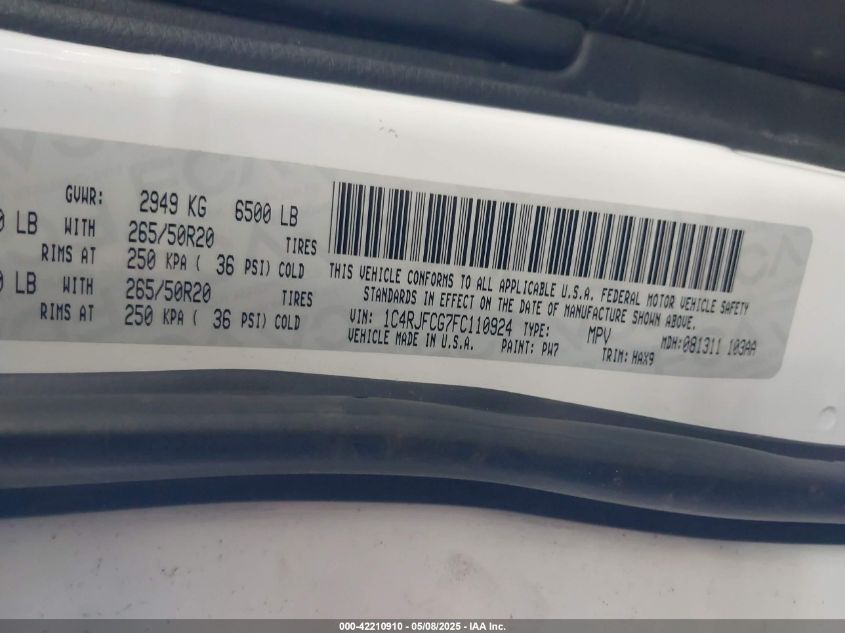 GVWR: 2949 KG 6500 LB
0 LB WITH 265/50R20 TIRES
RIMS AT 250 KPA ( 36 PSI) COLD
0 LB WITH 265/50R20 TIRES
RIMS AT 250 KPA ( 36 PSI) COLD
THIS VEHICLE CONFORMS TO ALL APPLICABLE U.S.A. FEDERAL MOTOR VEHICLE SAFETY
STANDARDS IN EFFECT ON THE DATE OF MANUFACTURE SHOWN ABOVE.
VIN: 1C4RJFCG7FC110924 TYPE: MPV MDH:081311 103AA
VEHICLE MADE IN U.S.A. PAINT: PW7 TRIM: HAX9
000-42210910 - 05/08/2025 - IAA Inc.